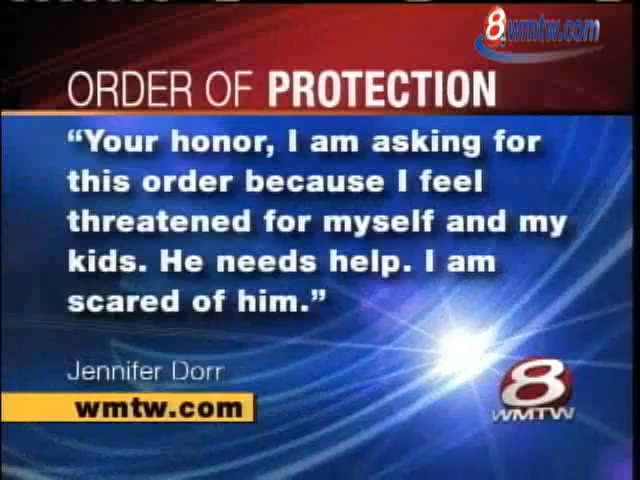 8 wmtw.com
ORDER OF PROTECTION
“Your honor, I am asking for
this order because I feel
threatened for myself and my
kids. He needs help. I am
scared of him.”
Jennifer Dorr
wmtw.com
8
WMTW